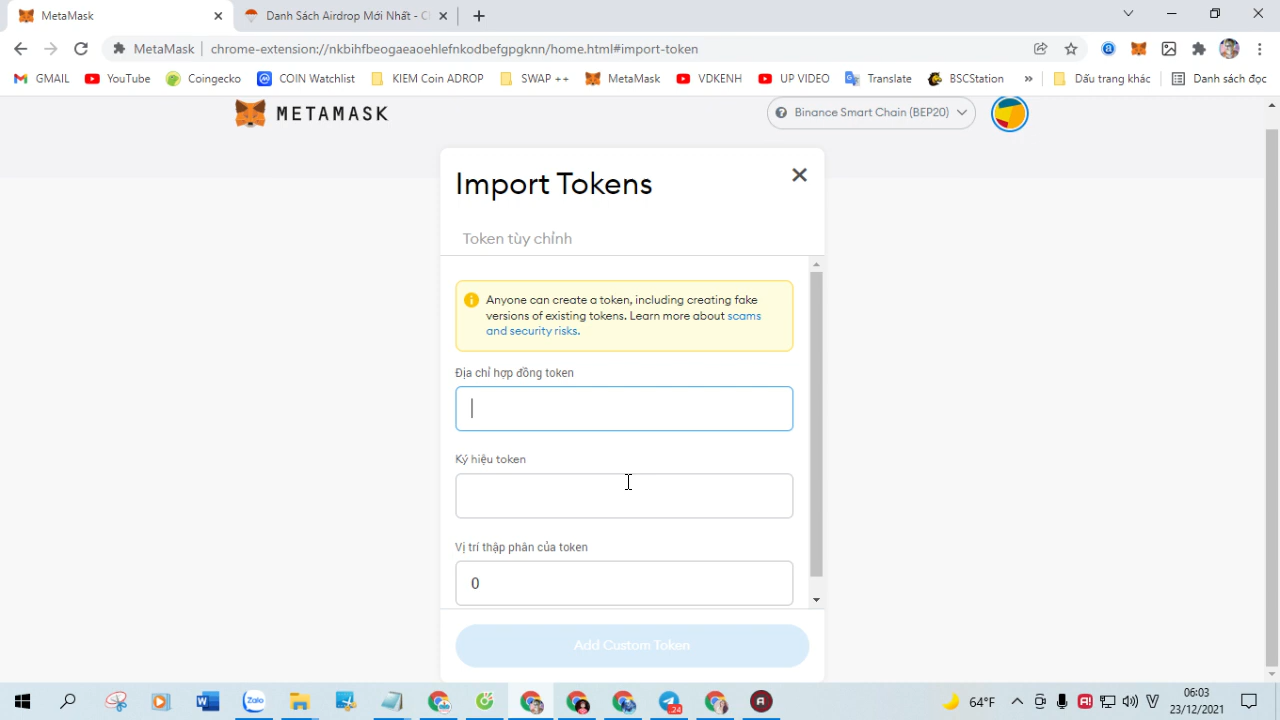 MetaMask
Danh Sách Airdrop Mới Nhất - C
MetaMask
chrome-extension://nkbihfbeogaeaoehlefnkodbefgpgknn/home.html#import-token
GMAIL
YouTube
Coingecko
COIN Watchlist
KIEM Coin ADROP
SWAP ++
MetaMask
VDKENH
UP VIDEO
Translate
BSCStation
»
Dấu trang khác
Danh sách đọc
METAMASK
Binance Smart Chain (BEP20)
Import Tokens
Token tùy chỉnh
Anyone can create a token, including creating fake
versions of existing tokens. Learn more about scams
and security risks.
Địa chỉ hợp đồng token
Ký hiệu token
Vị trí thập phân của token
0
Add Custom Token
Zalo
24
64°F
06:03
23/12/2021